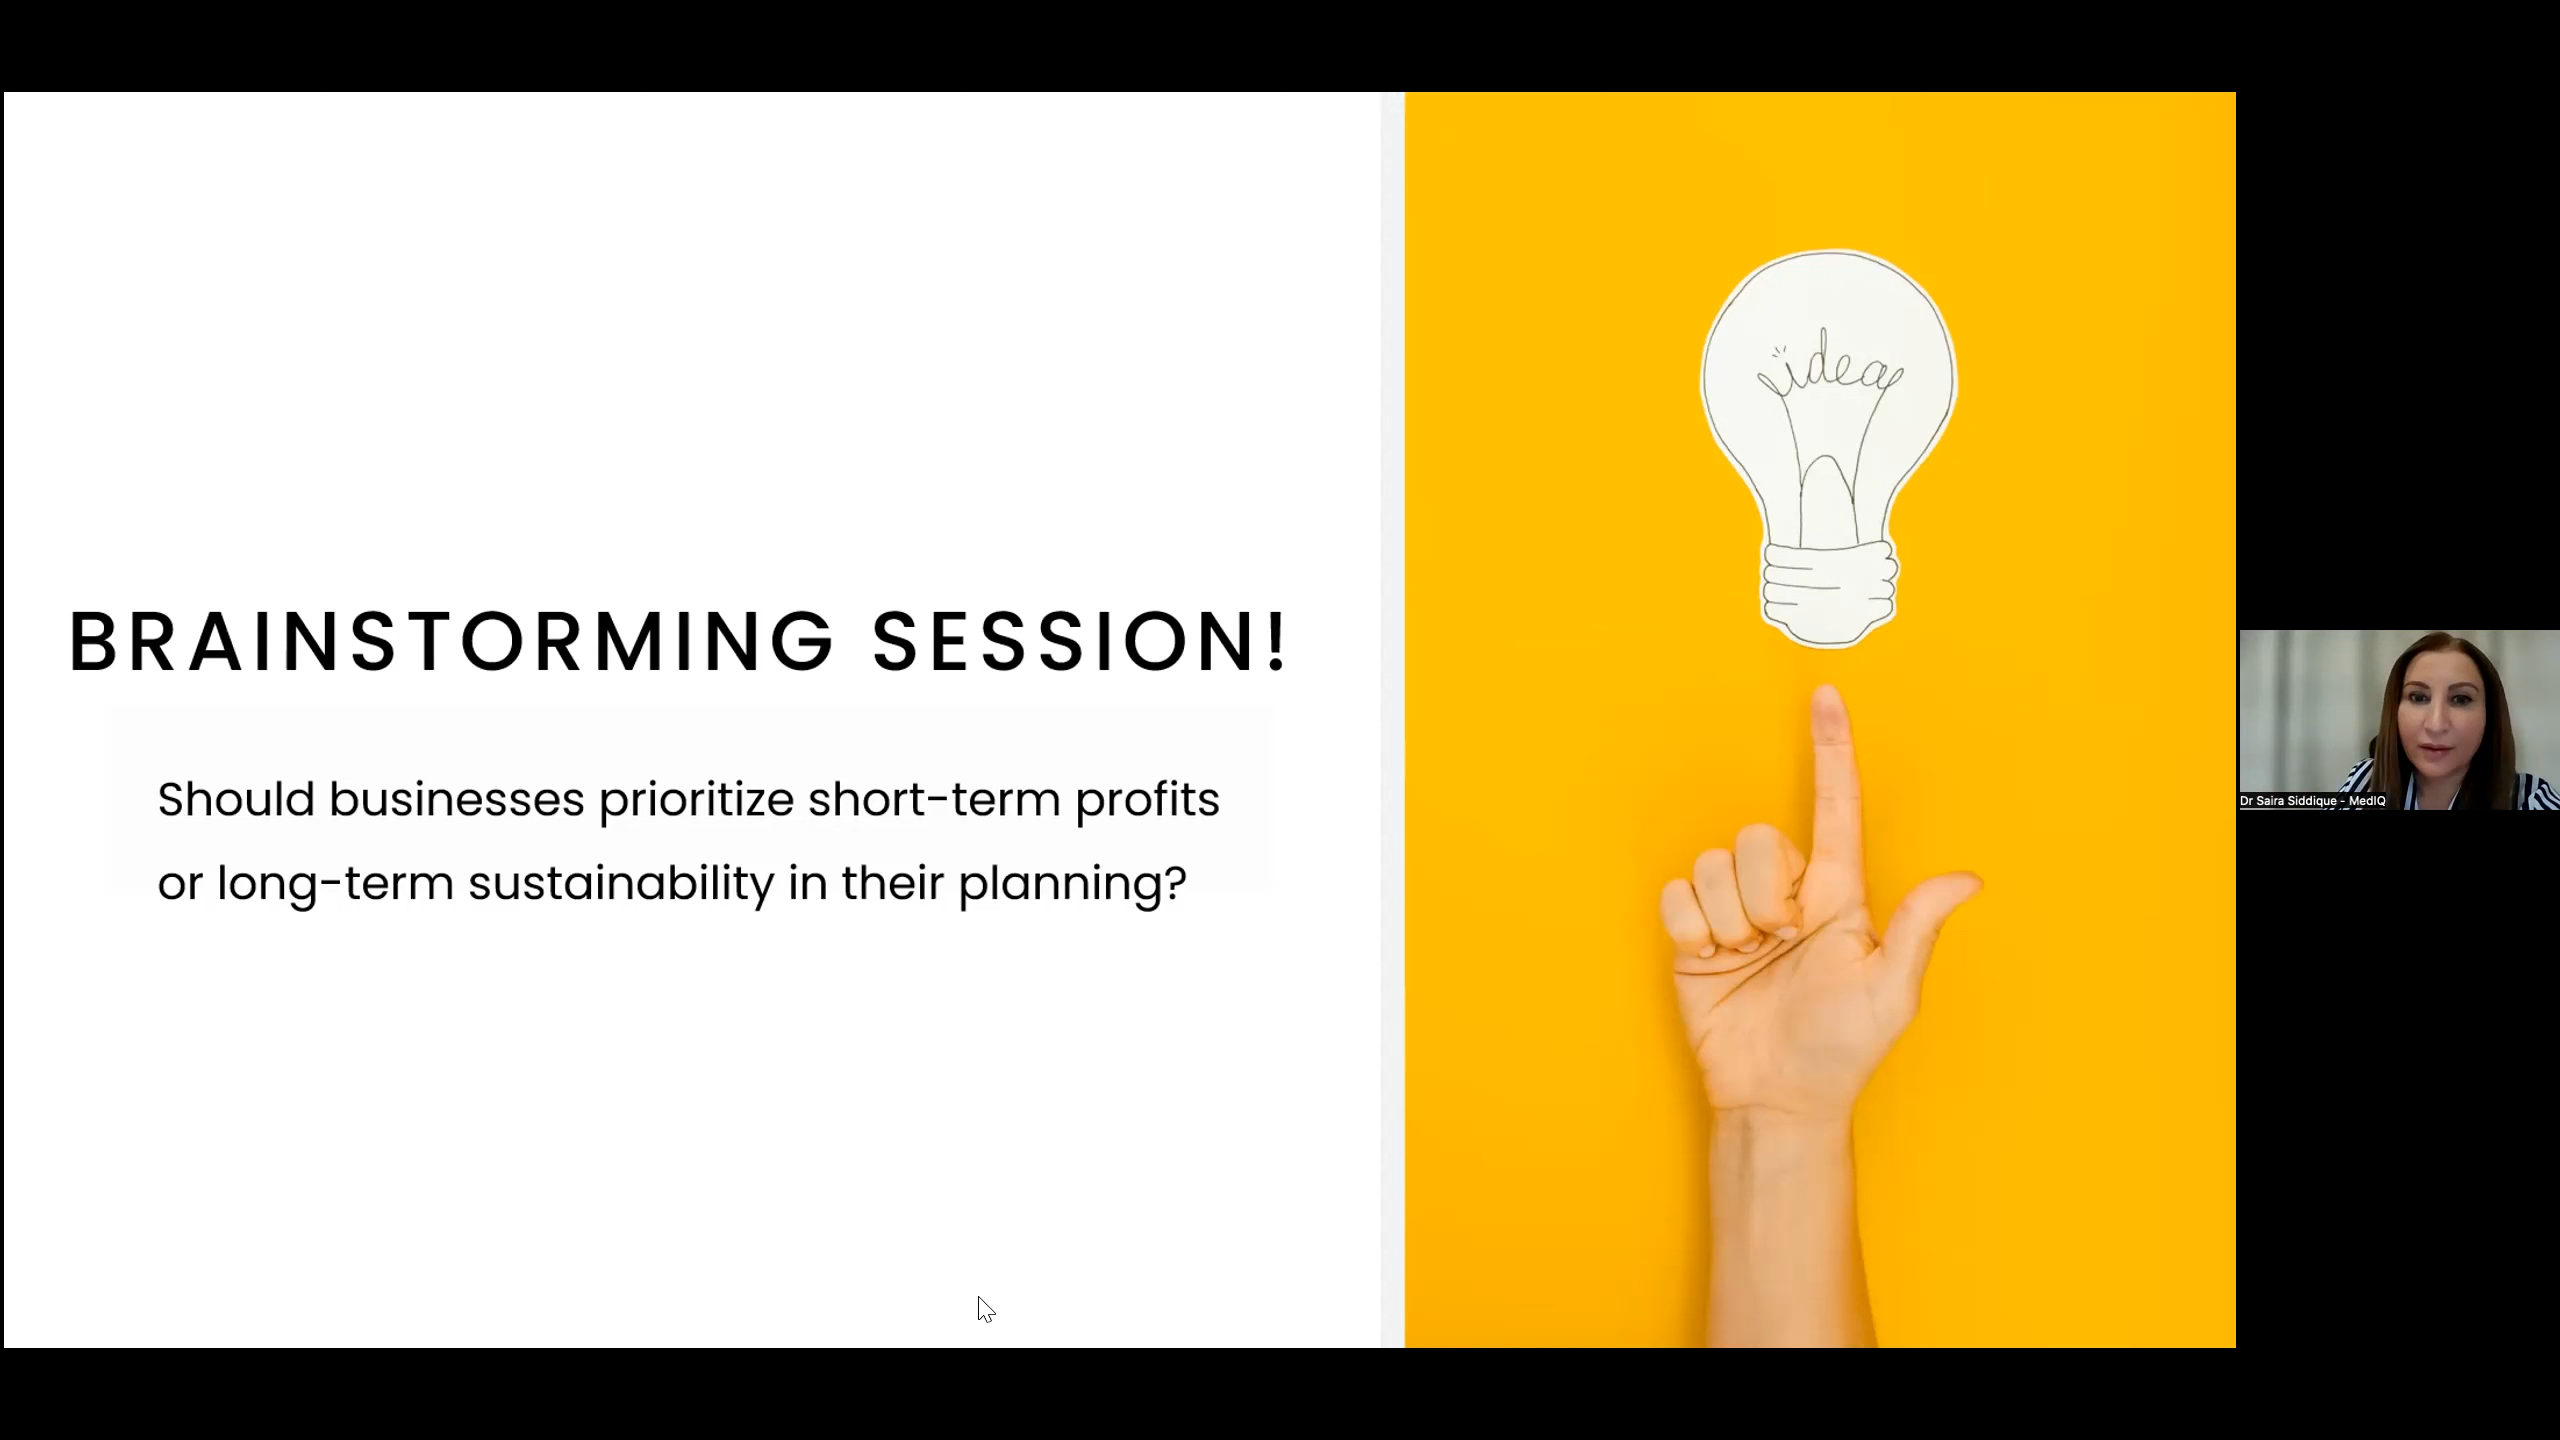 idea
BRAINSTORMING SESSION!
Should businesses prioritize short-term profits
or long-term sustainability in their planning?
Dr Saira Siddique - MedIQ